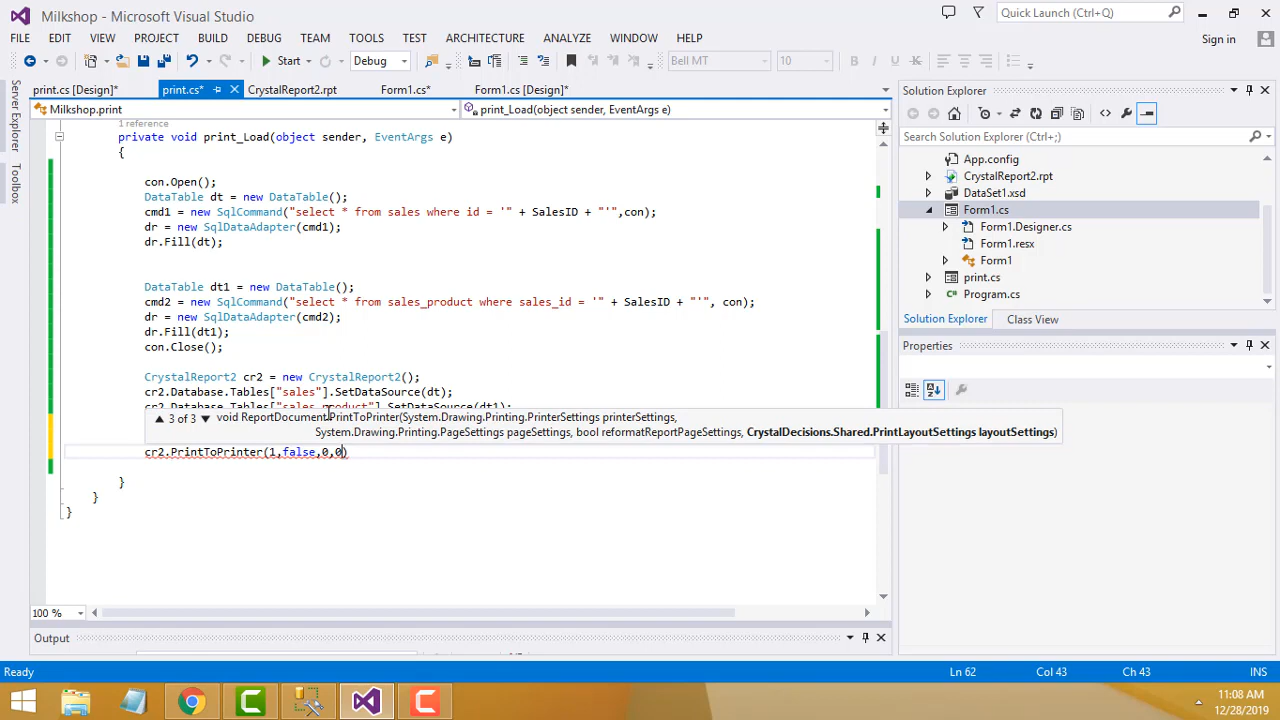 Milkshop - Microsoft Visual Studio
Quick Launch (Ctrl+Q)
FILE EDIT VIEW PROJECT BUILD DEBUG TEAM TOOLS TEST ARCHITECTURE ANALYZE WINDOW HELP
Sign in
Start Debug Bell MT 10
print.cs [Design]* print.cs* CrystalReport2.rpt Form1.cs* Form1.cs [Design]*
Milkshop.print print_Load(object sender, EventArgs e)
Server Explorer
Toolbox
1 reference
private void print_Load(object sender, EventArgs e)
{
con.Open();
DataTable dt = new DataTable();
cmd1 = new SqlCommand("select * from sales where id = '" + SalesID + "'",con);
dr = new SqlDataAdapter(cmd1);
dr.Fill(dt);
DataTable dt1 = new DataTable();
cmd2 = new SqlCommand("select * from sales_product where sales_id = '" + SalesID + "'", con);
dr = new SqlDataAdapter(cmd2);
dr.Fill(dt1);
con.Close();
CrystalReport2 cr2 = new CrystalReport2();
cr2.Database.Tables["sales"].SetDataSource(dt);
cr2.Database.Tables["sales_product"].SetDataSource(dt1);
3 of 3 void ReportDocument.PrintToPrinter(System.Drawing.Printing.PrinterSettings printerSettings,
System.Drawing.Printing.PageSettings pageSettings, bool reformatReportPageSettings, CrystalDecisions.Shared.PrintLayoutSettings layoutSettings)
cr2.PrintToPrinter(1,false,0,0)
}
}
}
100 %
Output
Solution Explorer
Search Solution Explorer (Ctrl+;)
App.config
CrystalReport2.rpt
DataSet1.xsd
Form1.cs
Form1.Designer.cs
Form1.resx
Form1
print.cs
Program.cs
Solution Explorer Class View
Properties
Ready Ln 62 Col 43 Ch 43 INS
11:08 AM
12/28/2019